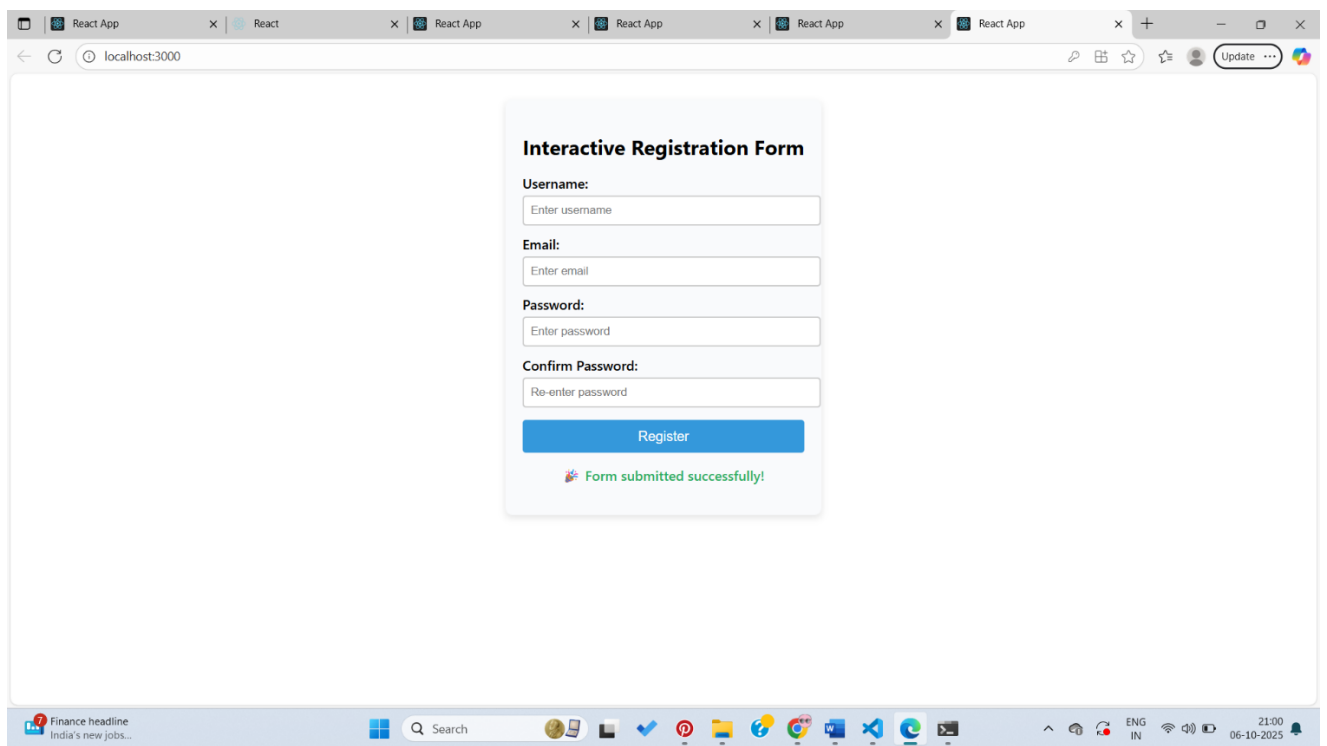 React App
React
React App
React App
React App
React App
localhost:3000
Update
Interactive Registration Form
Username:
Enter username
Email:
Enter email
Password:
Enter password
Confirm Password:
Re-enter password
Register
🎉 Form submitted successfully!
7
Finance headline
India's new jobs...
Search
ENG
IN
21:00
06-10-2025